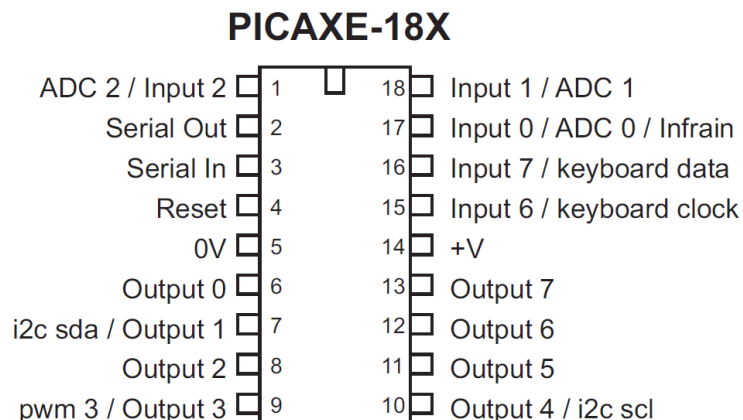 PICAXE-18X
ADC 2 / Input 2 1 18 Input 1 / ADC 1
Serial Out 2 17 Input 0 / ADC 0 / Infrain
Serial In 3 16 Input 7 / keyboard data
Reset 4 15 Input 6 / keyboard clock
0V 5 14 +V
Output 0 6 13 Output 7
i2c sda / Output 1 7 12 Output 6
Output 2 8 11 Output 5
pwm 3 / Output 3 9 10 Output 4 / i2c scl